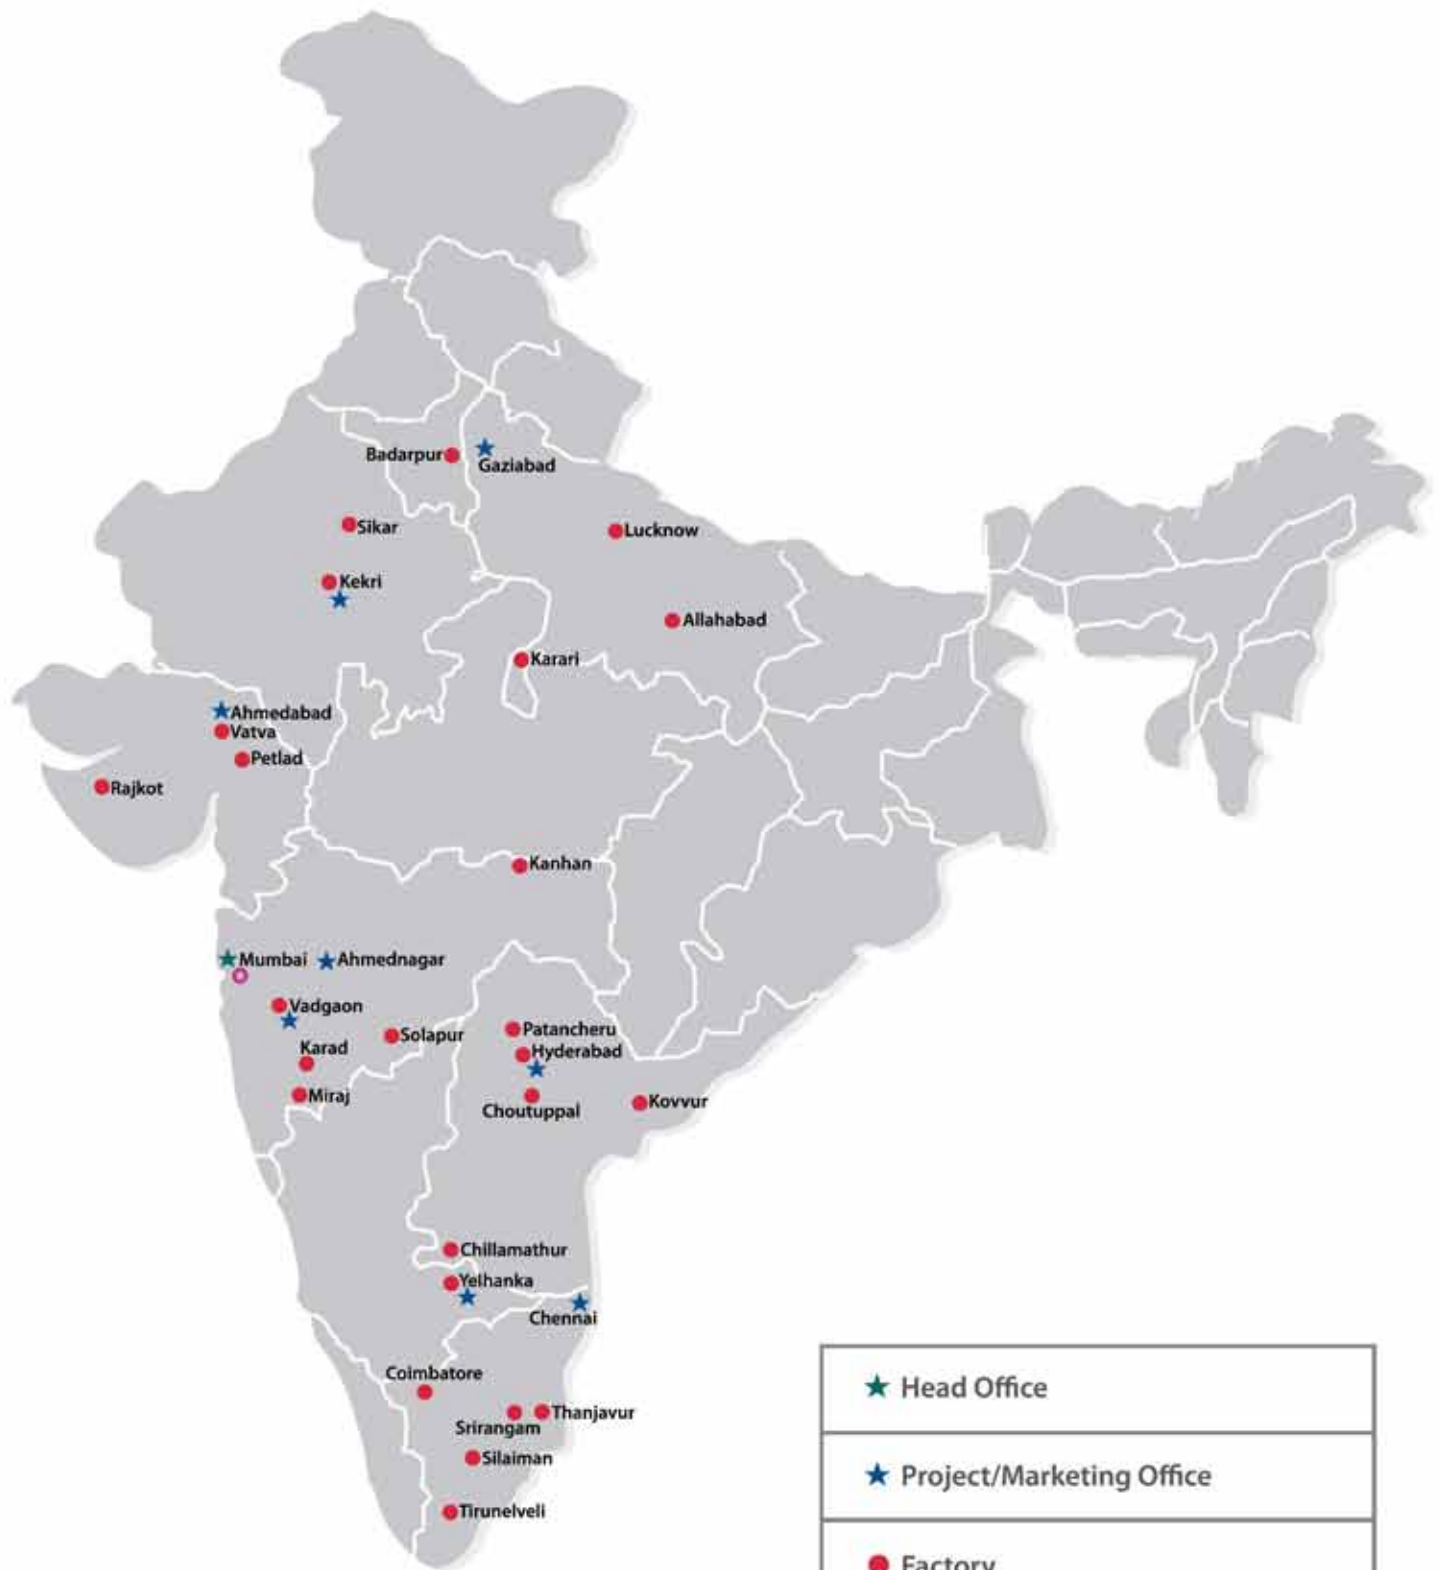 Badarpur
Gaziabad
Sikar
Lucknow
Kekri
Allahabad
Karari
Ahmedabad
Vatva
Petlad
Rajkot
Kanhan
Mumbai
Ahmednagar
Vadgaon
Solapur
Patancheru
Karad
Hyderabad
Miraj
Choutuppal
Kovvur
Chillamathur
Yelhanka
Chennai
Coimbatore
Thanjavur
Srirangam
Silaiman
Tirunelveli
Head Office
Project/Marketing Office
Factory